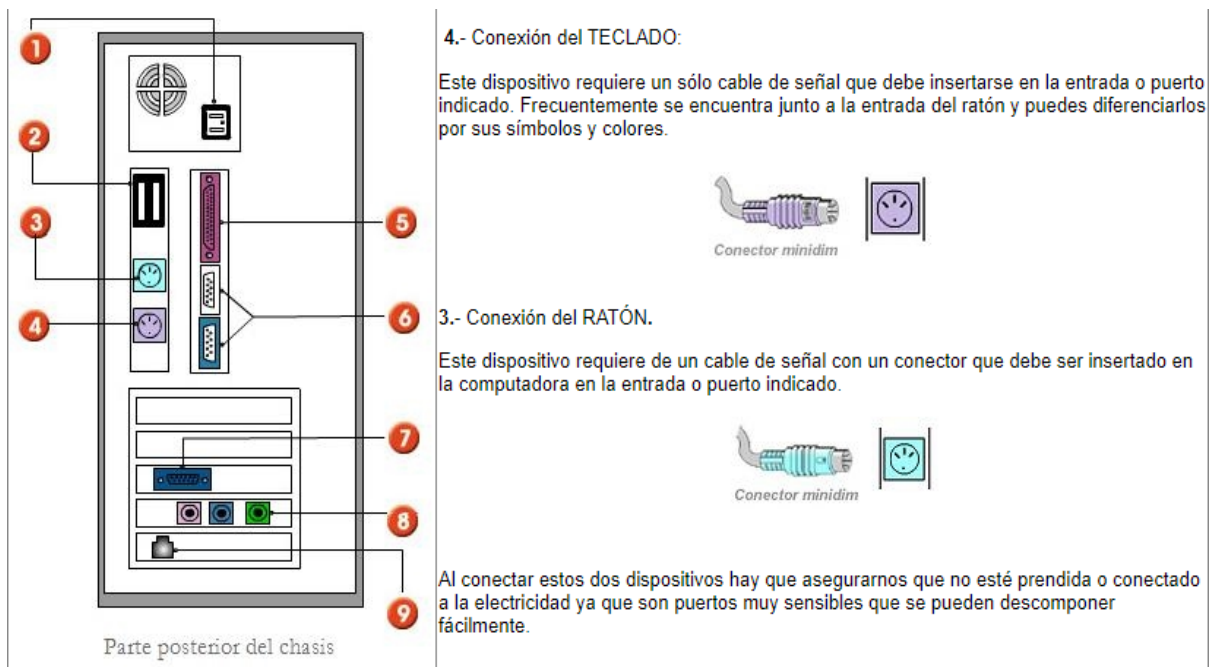 1
2
3
4
5
6
7
8
9
Parte posterior del chasis
4.- Conexión del TECLADO:
Este dispositivo requiere un sólo cable de señal que debe insertarse en la entrada o puerto
indicado. Frecuentemente se encuentra junto a la entrada del ratón y puedes diferenciarlos
por sus símbolos y colores.
Conector minidim
3.- Conexión del RATÓN.
Este dispositivo requiere de un cable de señal con un conector que debe ser insertado en
la computadora en la entrada o puerto indicado.
Conector minidim
Al conectar estos dos dispositivos hay que asegurarnos que no esté prendida o conectado
a la electricidad ya que son puertos muy sensibles que se pueden descomponer
fácilmente.